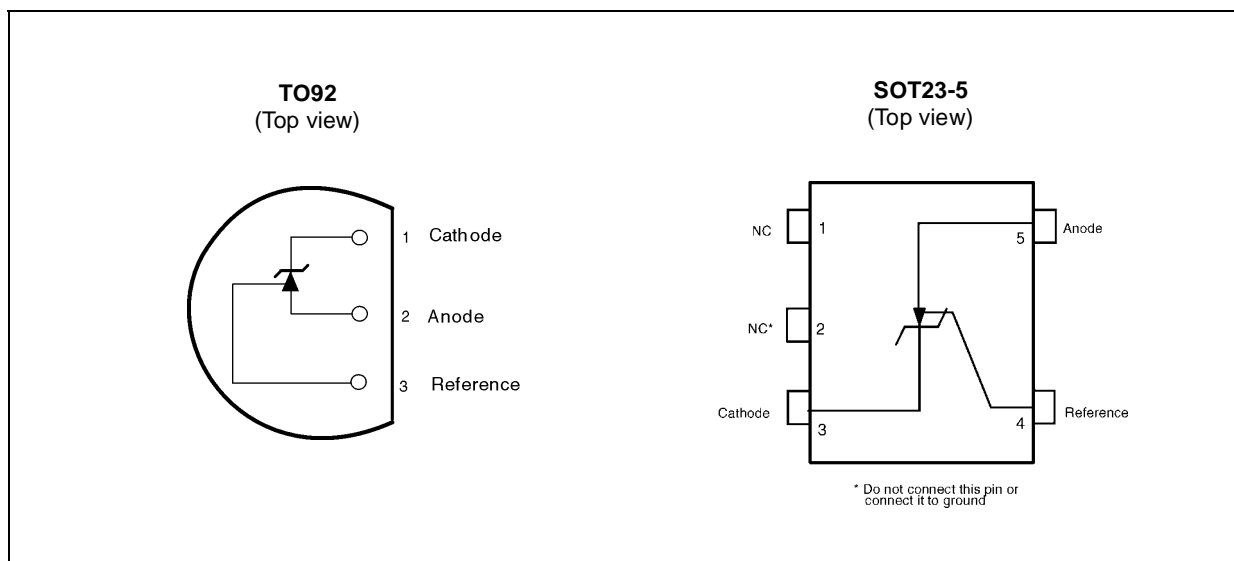 TO92
(Top view)
1 Cathode
2 Anode
3 Reference
SOT23-5
(Top view)
NC 1
5 Anode
NC* 2
Cathode 3
4 Reference
* Do not connect this pin or
connect it to ground